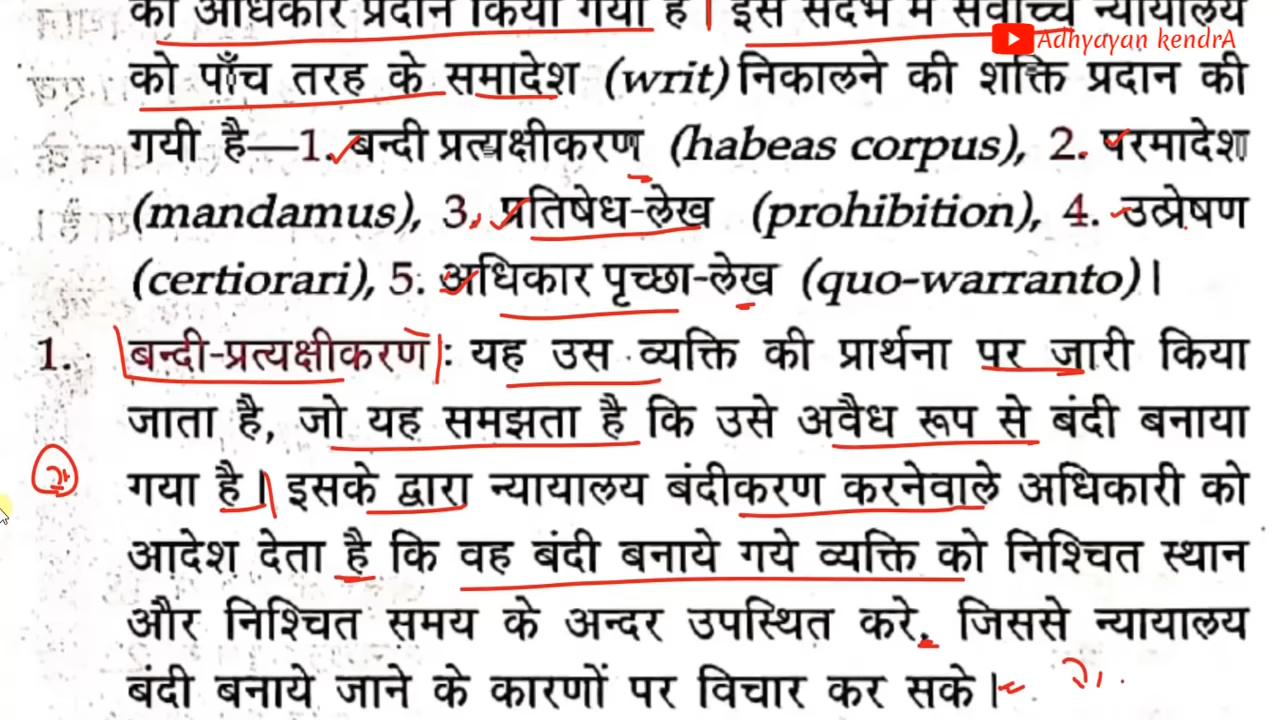 का अधिकार प्रदान किया गया है। इस संदर्भ में सर्वोच्च न्यायालय
Adhyayan kendrA
को पाँच तरह के समादेश (writ) निकालने की शक्ति प्रदान की
गयी है—1. बन्दी प्रत्यक्षीकरण (habeas corpus), 2. परमादेश
(mandamus), 3. प्रतिषेध-लेख (prohibition), 4. उत्प्रेषण
(certiorari), 5. अधिकार पृच्छा-लेख (quo-warranto)।
1. बन्दी-प्रत्यक्षीकरण : यह उस व्यक्ति की प्रार्थना पर जारी किया
जाता है, जो यह समझता है कि उसे अवैध रूप से बंदी बनाया
गया है। इसके द्वारा न्यायालय बंदीकरण करनेवाले अधिकारी को
आदेश देता है कि वह बंदी बनाये गये व्यक्ति को निश्चित स्थान
और निश्चित समय के अन्दर उपस्थित करे, जिससे न्यायालय
बंदी बनाये जाने के कारणों पर विचार कर सके।